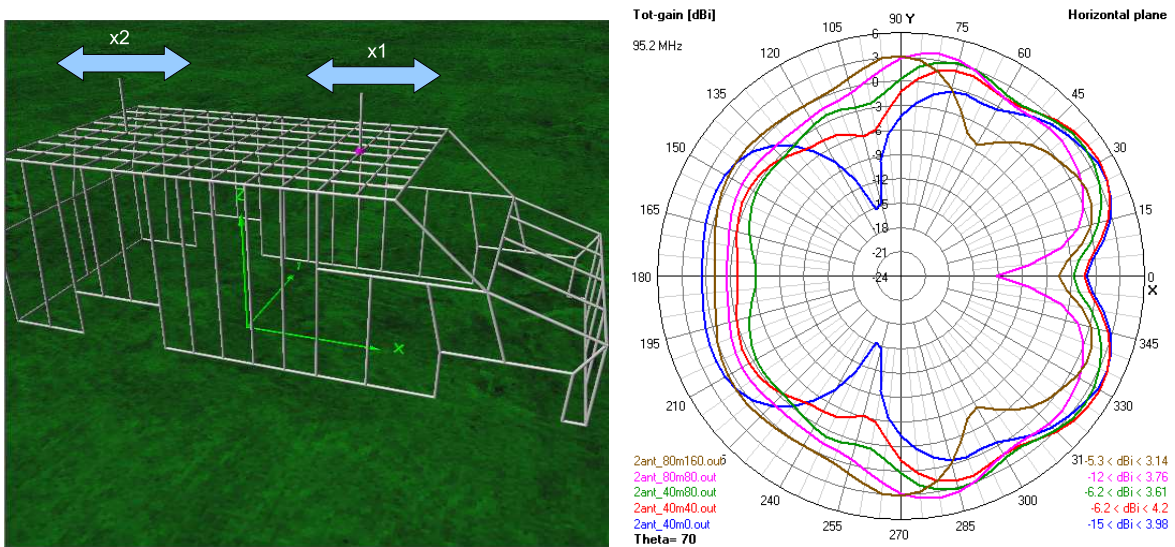 x2
x1
Z
Y
X
Tot-gain [dBi]
Horizontal plane
95.2 MHz
90 Y
120
105
75
60
135
45
150
30
165
15
180
0
X
195
345
210
330
240
255
270
285
300
6
3
0
-3
-6
-9
-12
-15
-18
-21
-24
2ant_80m160.out
-5.3 < dBi < 3.14
2ant_80m80.out
-12 < dBi < 3.76
2ant_40m80.out
-6.2 < dBi < 3.61
2ant_40m40.out
-6.2 < dBi < 4.2
2ant_40m0.out
-15 < dBi < 3.98
Theta= 70